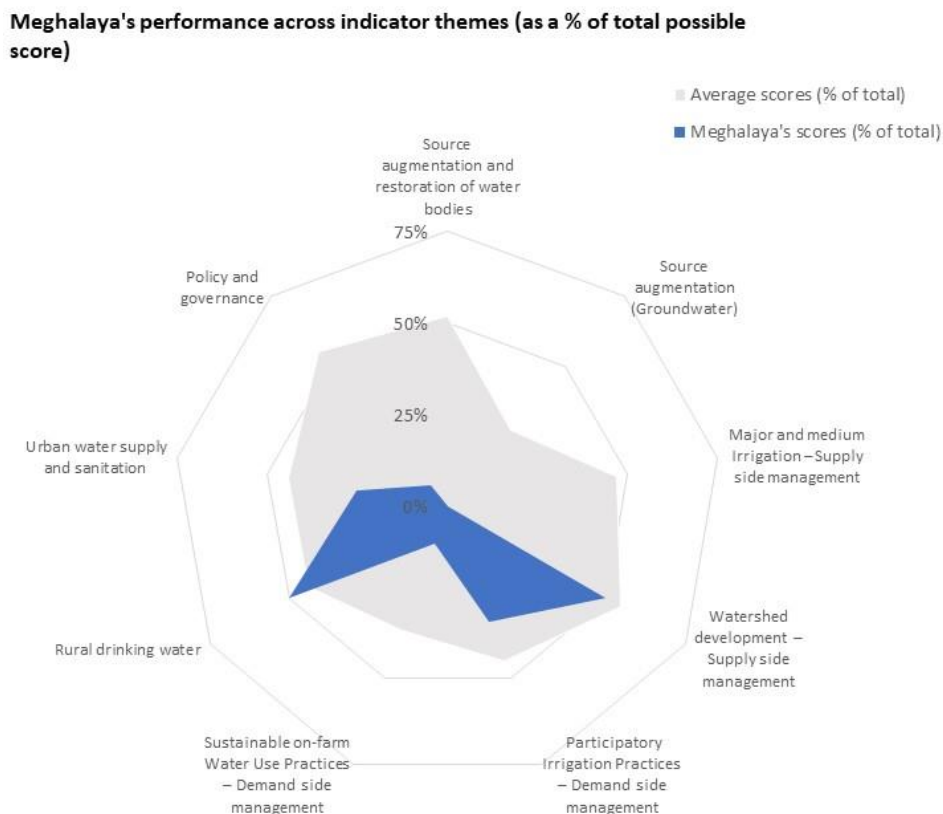 Meghalaya's performance across indicator themes (as a % of total possible
score)
Average scores (% of total)
Meghalaya's scores (% of total)
Source
augmentation and
restoration of water
bodies
75%
50%
25%
0%
Source
augmentation
(Groundwater)
Major and medium
Irrigation – Supply
side management
Watershed
development –
Supply side
management
Participatory
Irrigation Practices
– Demand side
management
Sustainable on-farm
Water Use Practices
– Demand side
management
Rural drinking water
Urban water supply
and sanitation
Policy and
governance